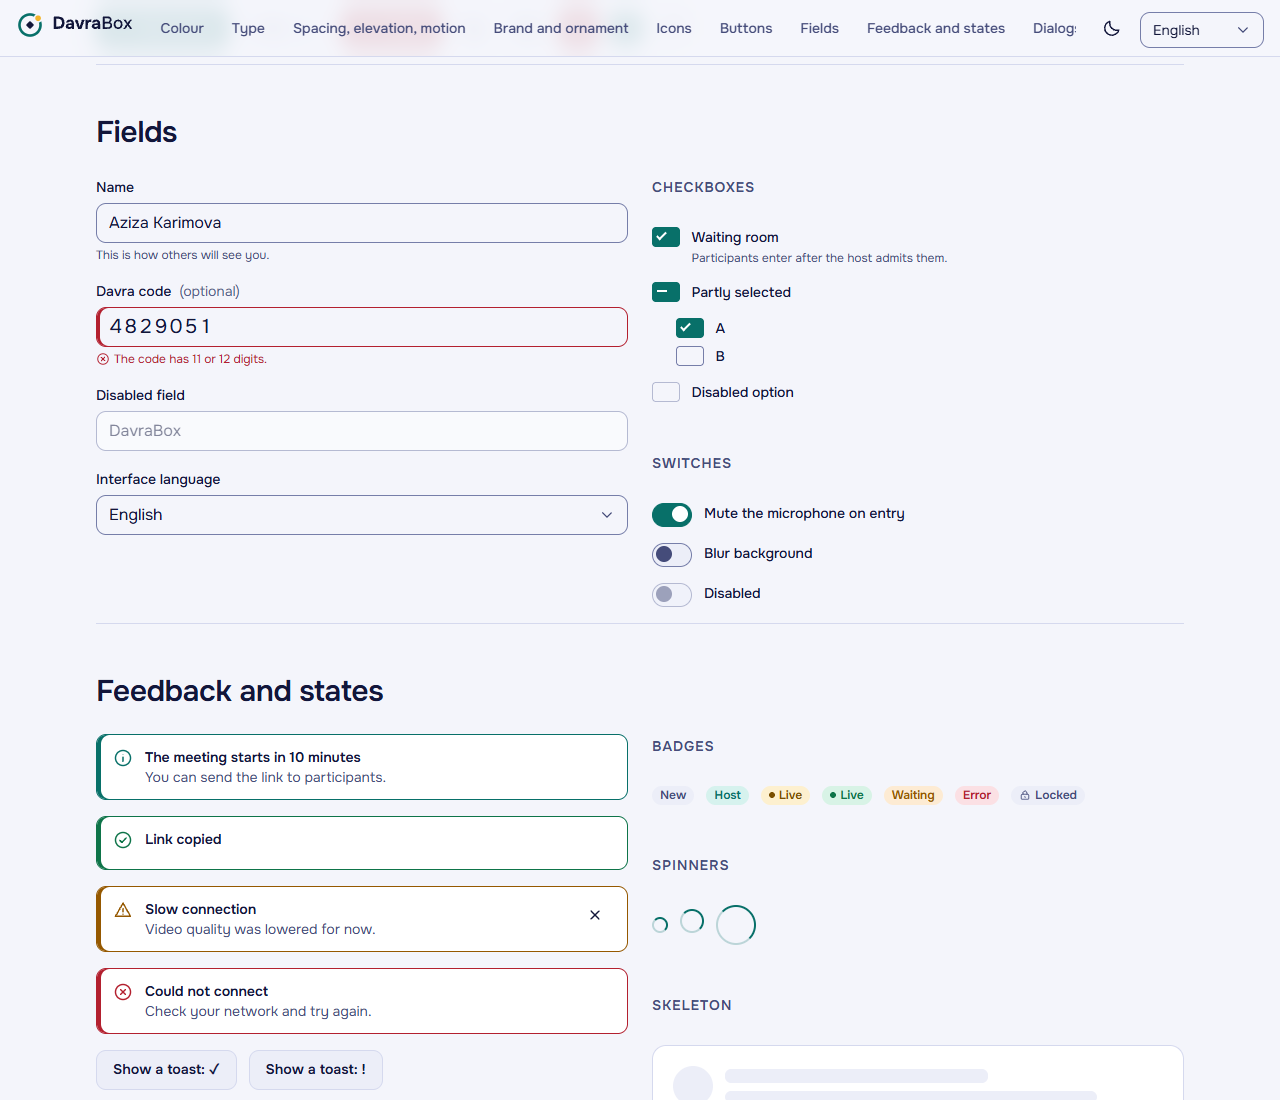 DavraBox
Colour
Type
Spacing, elevation, motion
Brand and ornament
Icons
Buttons
Fields
Feedback and states
Dialogs
English
Fields
Name
Aziza Karimova
This is how others will see you.
Davra code (optional)
4829051
The code has 11 or 12 digits.
Disabled field
DavraBox
Interface language
English
CHECKBOXES
Waiting room
Participants enter after the host admits them.
Partly selected
A
B
Disabled option
SWITCHES
Mute the microphone on entry
Blur background
Disabled
Feedback and states
The meeting starts in 10 minutes
You can send the link to participants.
Link copied
Slow connection
Video quality was lowered for now.
Could not connect
Check your network and try again.
Show a toast: ✓
Show a toast: !
BADGES
New
Host
Live
Live
Waiting
Error
Locked
SPINNERS
SKELETON